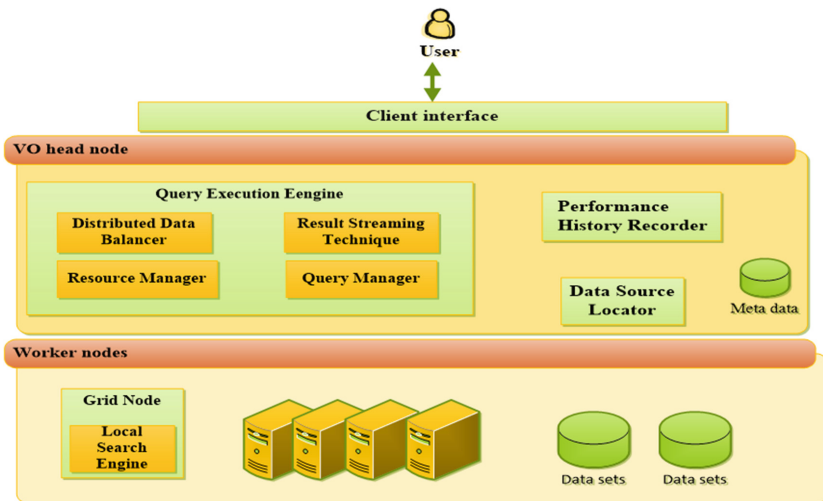 User
Client interface
VO head node
Query Execution Eengine
Distributed Data
Balancer
Result Streaming
Technique
Resource Manager
Query Manager
Performance
History Recorder
Data Source
Locator
Meta data
Worker nodes
Grid Node
Local
Search
Engine
Data sets
Data sets